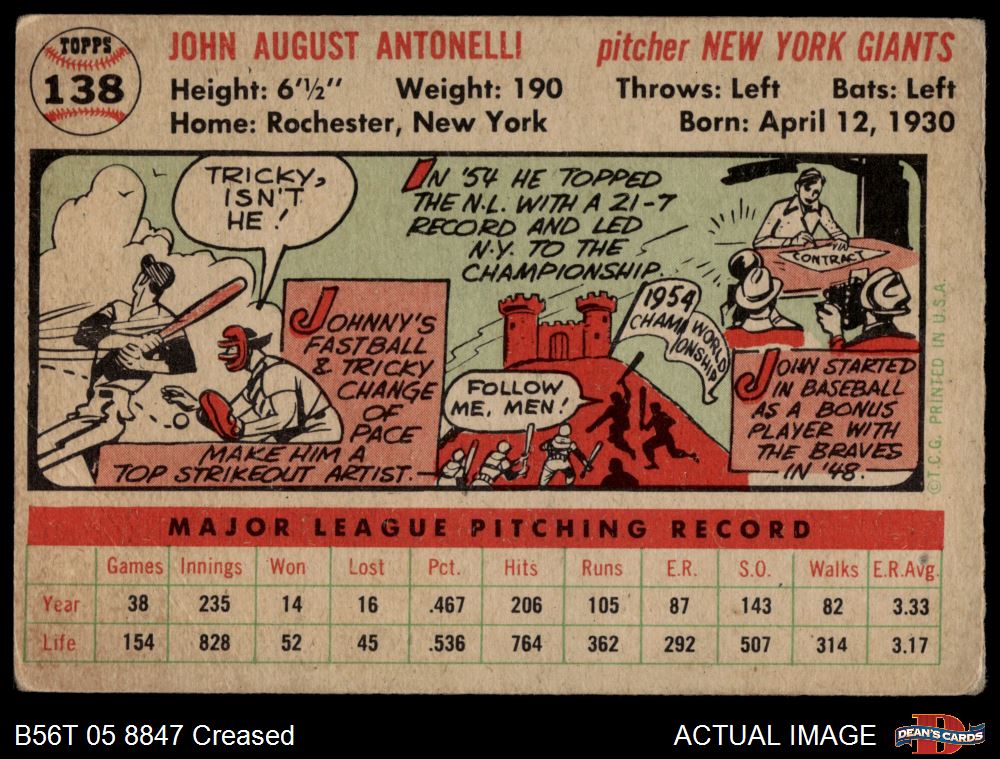 TOPPS
138
JOHN AUGUST ANTONELLI
pitcher NEW YORK GIANTS
Height: 6'½" Weight: 190 Throws: Left Bats: Left
Home: Rochester, New York Born: April 12, 1930
TRICKY,
ISN'T
HE!
JOHNNY'S
FASTBALL
& TRICKY
CHANGE
OF
PACE
MAKE HIM A
TOP STRIKEOUT ARTIST.
IN '54 HE TOPPED
THE N.L. WITH A 21-7
RECORD AND LED
N.Y. TO THE
CHAMPIONSHIP.
1954
WORLD
CHAMPIONSHIP
FOLLOW
ME, MEN!
CONTRACT
JOHN STARTED
IN BASEBALL
AS A BONUS
PLAYER WITH
THE BRAVES
IN '48.
©T.C.G. PRINTED IN U.S.A.
MAJOR LEAGUE PITCHING RECORD
Games Innings Won Lost Pct. Hits Runs E.R. S.O. Walks E.R.Avg.
Year 38 235 14 16 .467 206 105 87 143 82 3.33
Life 154 828 52 45 .536 764 362 292 507 314 3.17
B56T 05 8847 Creased
ACTUAL IMAGE
D
DEAN'S CARDS